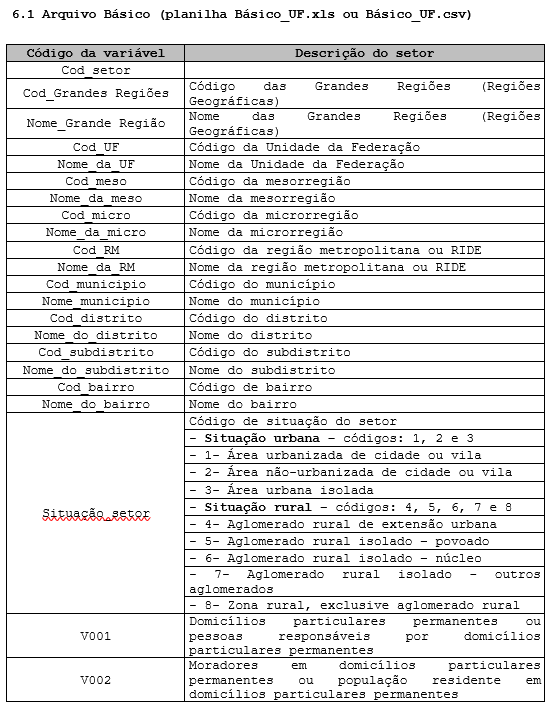 6.1 Arquivo Básico (planilha Básico_UF.xls ou Básico_UF.csv)
Código da variável Descrição do setor
Cod_setor
Cod_Grandes Regiões Código das Grandes Regiões (Regiões
Geográficas)
Nome_Grande Região Nome das Grandes Regiões (Regiões
Geográficas)
Cod_UF Código da Unidade da Federação
Nome_da_UF Nome da Unidade da Federação
Cod_meso Código da mesorregião
Nome_da_meso Nome da mesorregião
Cod_micro Código da microrregião
Nome_da_micro Nome da microrregião
Cod_RM Código da região metropolitana ou RIDE
Nome_da_RM Nome da região metropolitana ou RIDE
Cod_município Código do município
Nome_município Nome do município
Cod_distrito Código do distrito
Nome_do_distrito Nome do distrito
Cod_subdistrito Código do subdistrito
Nome_do_subdistrito Nome do subdistrito
Cod_bairro Código de bairro
Nome_do_bairro Nome do bairro
Situação_setor Código de situação do setor
- Situação urbana – códigos: 1, 2 e 3
- 1- Área urbanizada de cidade ou vila
- 2- Área não-urbanizada de cidade ou vila
- 3- Área urbana isolada
- Situação rural – códigos: 4, 5, 6, 7 e 8
- 4- Aglomerado rural de extensão urbana
- 5- Aglomerado rural isolado – povoado
- 6- Aglomerado rural isolado – núcleo
- 7- Aglomerado rural isolado – outros
aglomerados
- 8- Zona rural, exclusive aglomerado rural
V001 Domicílios particulares permanentes ou
pessoas responsáveis por domicílios
particulares permanentes
V002 Moradores em domicílios particulares
permanentes ou população residente em
domicílios particulares permanentes